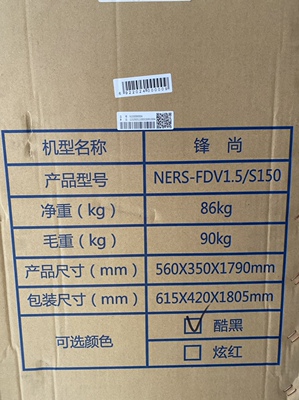 机型名称 锋尚
产品型号 NERS-FDV1.5/S150
净重（kg） 86kg
毛重（kg） 90kg
产品尺寸（mm） 560X350X1790mm
包装尺寸（mm） 615X420X1805mm
可选颜色 ☑ 酷黑
☐ 炫红